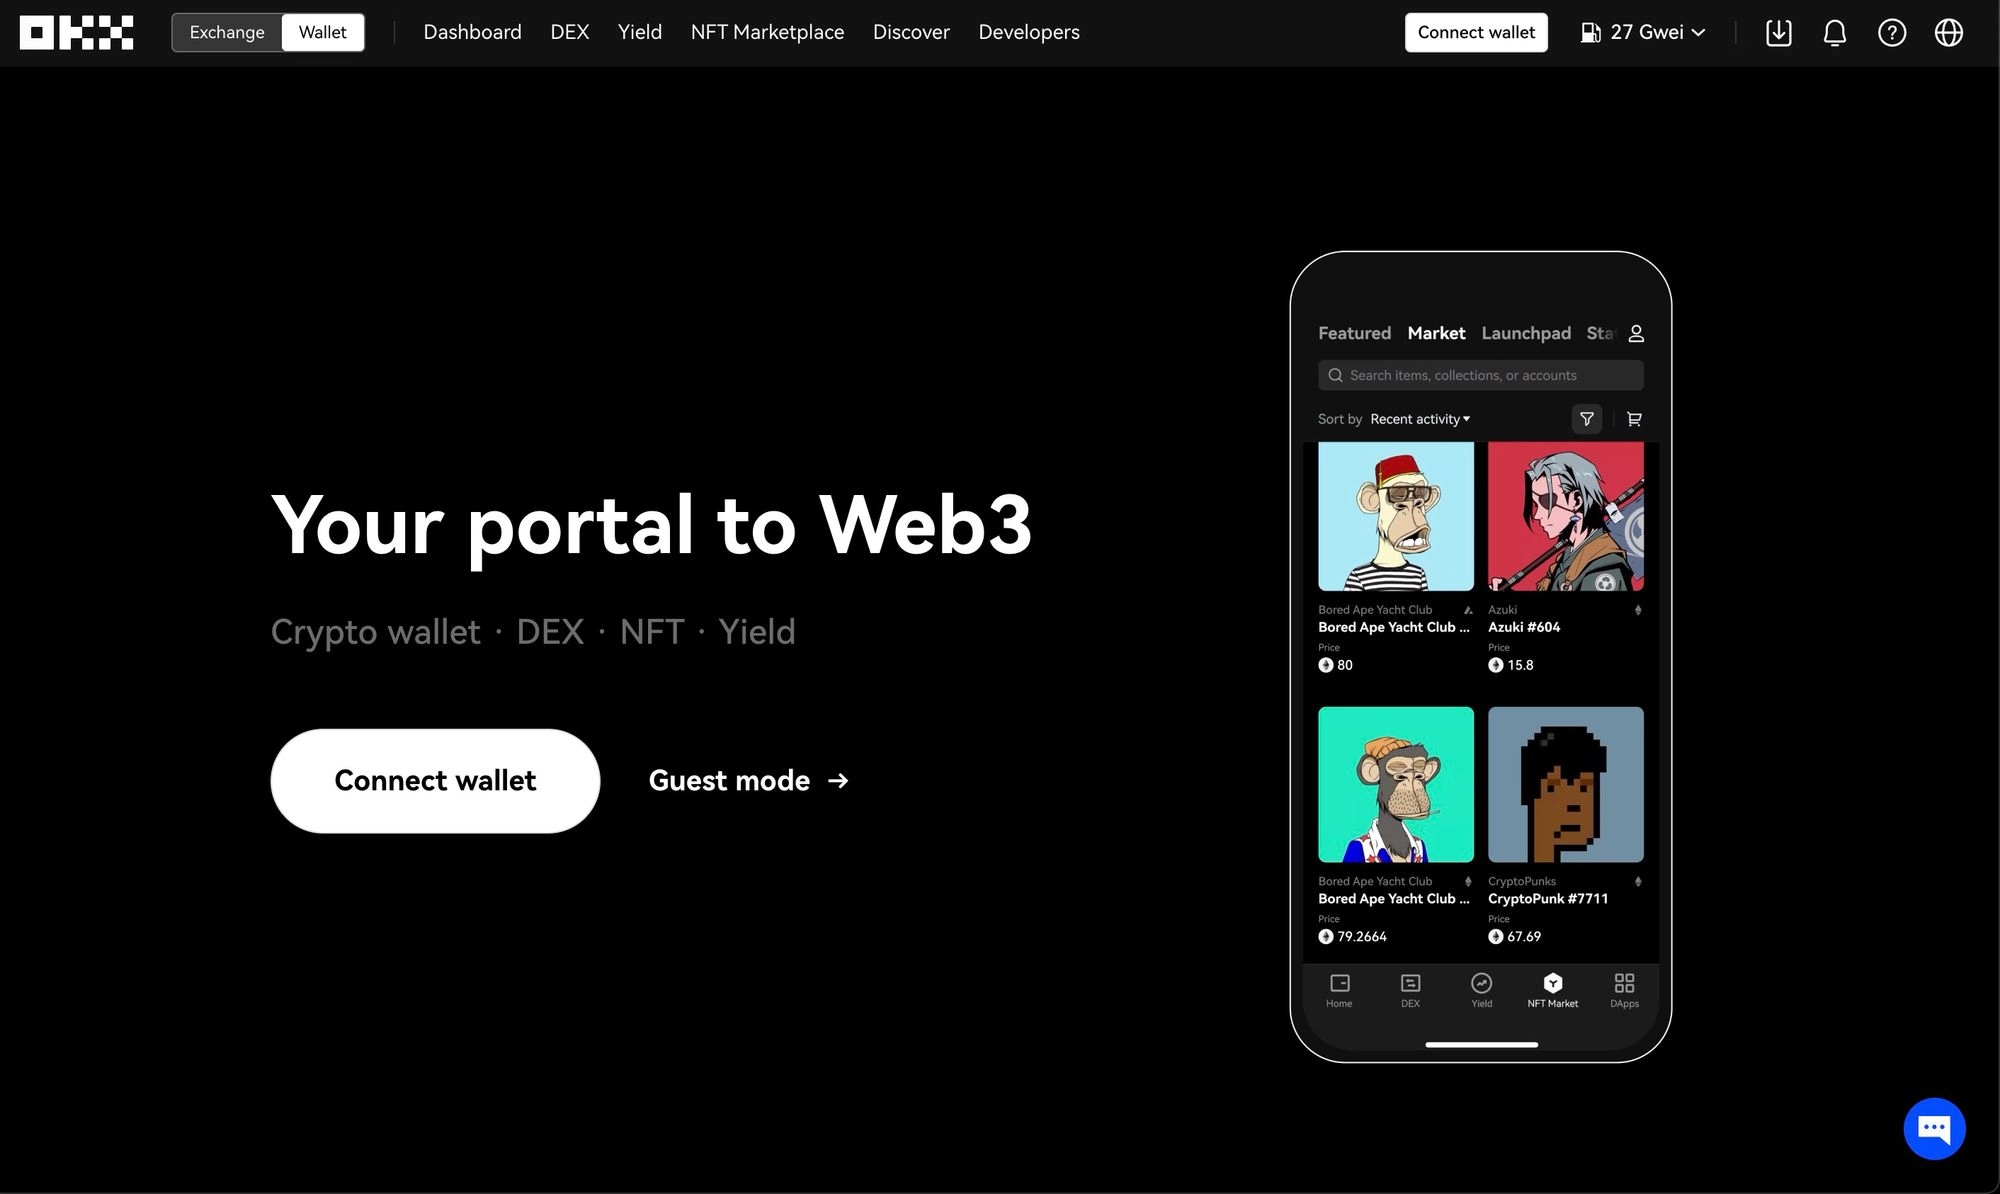 OKX
Exchange Wallet Dashboard DEX Yield NFT Marketplace Discover Developers Connect wallet 27 Gwei
Your portal to Web3
Crypto wallet · DEX · NFT · Yield
Connect wallet Guest mode →
Featured Market Launchpad
Search items, collections, or accounts
Sort by Recent activity
Bored Ape Yacht Club
Bored Ape Yacht Club ...
Price
80
Azuki
Azuki #604
Price
15.8
Bored Ape Yacht Club
Bored Ape Yacht Club ...
Price
79.2664
CryptoPunks
CryptoPunk #7711
Price
67.69
Home DEX Yield NFT Market DApps